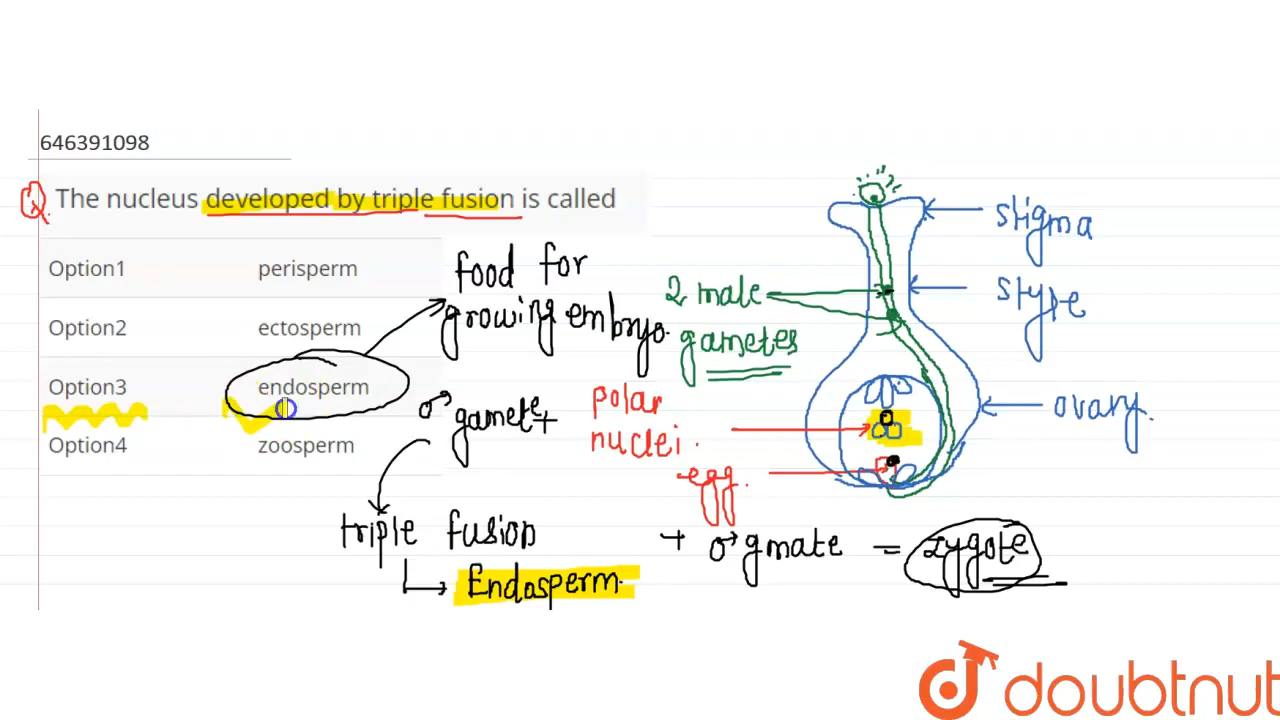 646391098
Q. The nucleus developed by triple fusion is called
Option1 perisperm
Option2 ectosperm
Option3 endosperm
Option4 zoosperm
food for
growing embryo.
♂ gamete +
triple fusion
Endosperm.
2 male
gametes
polar
nuclei.
egg.
+ ♂ gmate = zygote
stigma
stype
ovary.
doubtnut